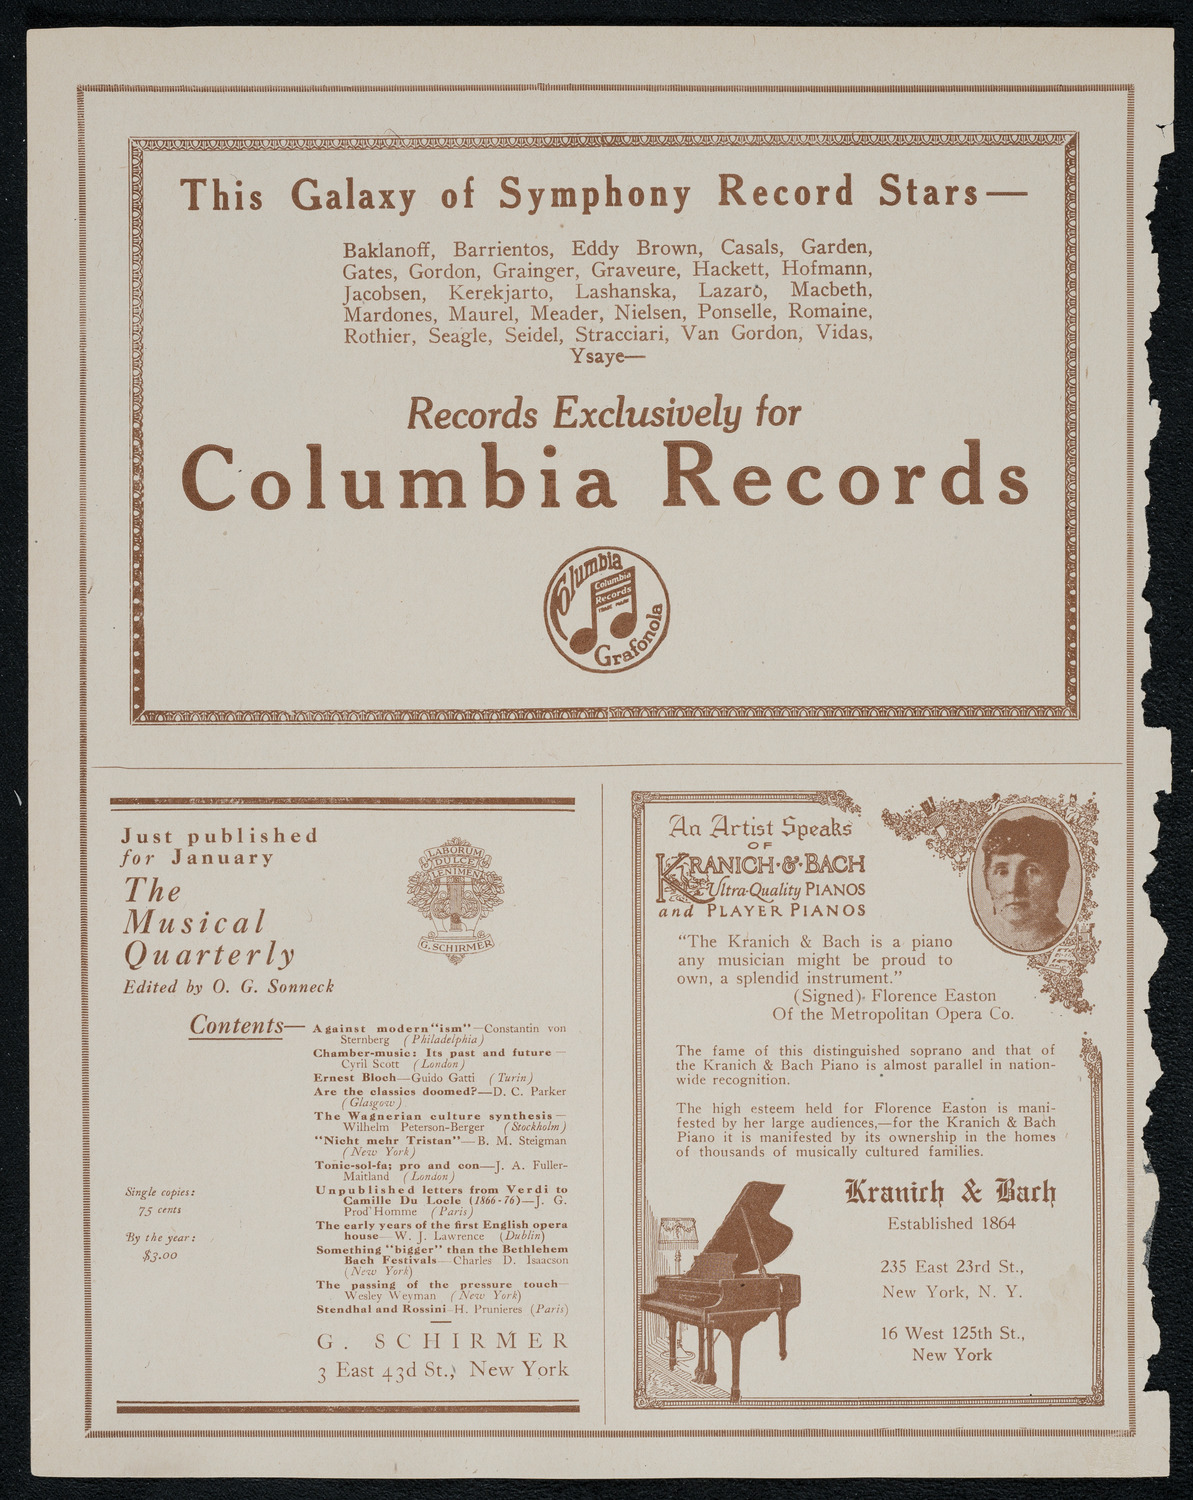 This Galaxy of Symphony Record Stars—
Baklanoff, Barrientos, Eddy Brown, Casals, Garden,
Gates, Gordon, Grainger, Graveure, Hackett, Hofmann,
Jacobsen, Kerekjarto, Lashanska, Lazaro, Macbeth,
Mardones, Maurel, Meader, Nielsen, Ponselle, Romaine,
Rothier, Seagle, Seidel, Stracciari, Van Gordon, Vidas,
Ysaye—
Records Exclusively for
Columbia Records
Columbia
Columbia
Records
TRADE MARK
Grafonola
Just published
for January
The
Musical
Quarterly
Edited by O. G. Sonneck
LABORUM
DULCE
LENIMEN
G. SCHIRMER
Contents—
Against modern "ism"—Constantin von
Sternberg (Philadelphia)
Chamber-music: Its past and future—
Cyril Scott (London)
Ernest Bloch—Guido Gatti (Turin)
Are the classics doomed?—D. C. Parker
(Glasgow)
The Wagnerian culture synthesis—
Wilhelm Peterson-Berger (Stockholm)
"Nicht mehr Tristan"—B. M. Steigman
(New York)
Tonic-sol-fa; pro and con—J. A. Fuller-
Maitland (London)
Unpublished letters from Verdi to
Camille Du Locle (1866-76)—J. G.
Prod'Homme (Paris)
The early years of the first English opera
house—W. J. Lawrence (Dublin)
Something "bigger" than the Bethlehem
Bach Festivals—Charles D. Isaacson
(New York)
The passing of the pressure touch—
Wesley Weyman (New York)
Stendhal and Rossini—H. Prunieres (Paris)
Single copies:
75 cents
By the year:
$3.00
G. SCHIRMER
3 East 43d St., New York
An Artist Speaks
OF
KRANICH·&·BACH
Ultra-Quality PIANOS
and PLAYER PIANOS
"The Kranich & Bach is a piano
any musician might be proud to
own, a splendid instrument."
(Signed) Florence Easton
Of the Metropolitan Opera Co.
The fame of this distinguished soprano and that of
the Kranich & Bach Piano is almost parallel in nation-
wide recognition.
The high esteem held for Florence Easton is mani-
fested by her large audiences,—for the Kranich & Bach
Piano it is manifested by its ownership in the homes
of thousands of musically cultured families.
Kranich & Bach
Established 1864
235 East 23rd St.,
New York, N. Y.
16 West 125th St.,
New York